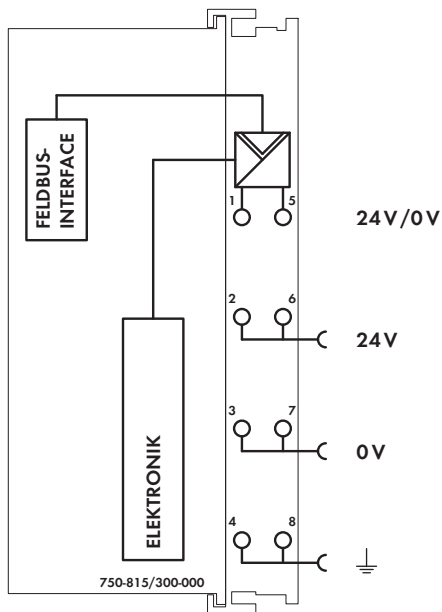 FELDBUS-
INTERFACE
1 5
24V/0V
2 6
24V
3 7
0V
ELEKTRONIK
4 8
750-815/300-000